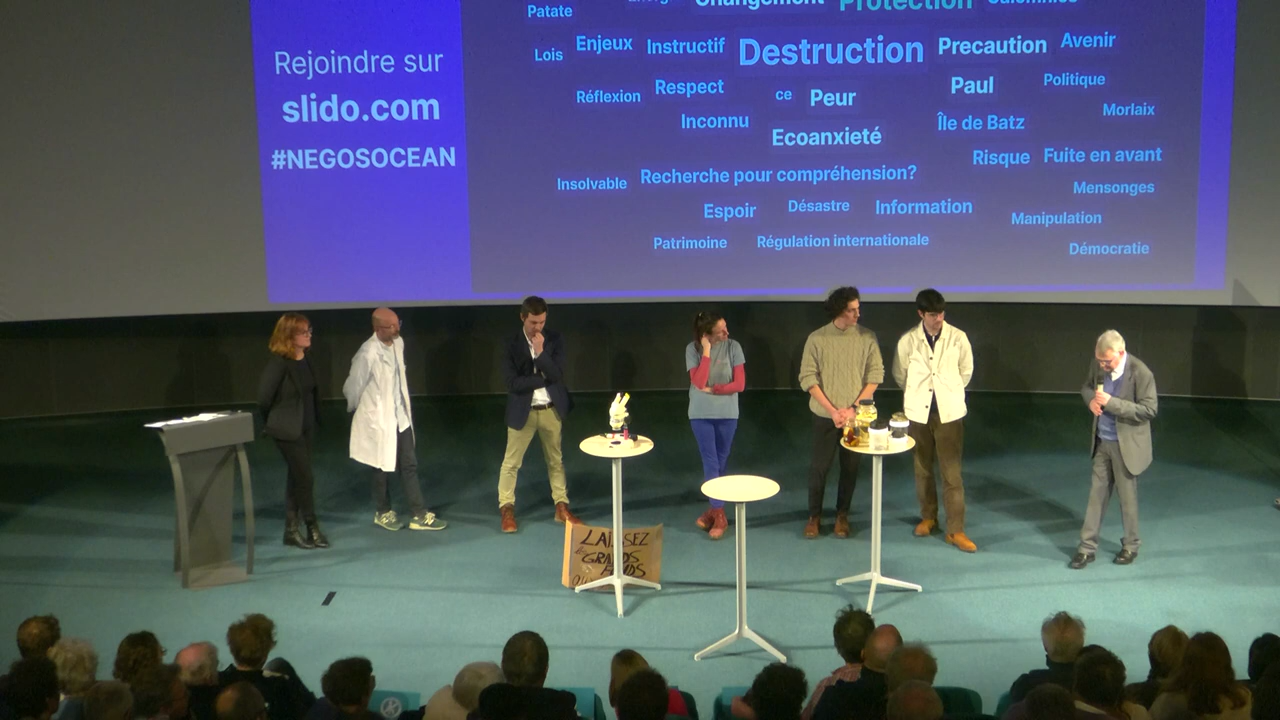 Rejoindre sur
slido.com
#NEGOSOCEAN
Changement Protection
Patate
Lois Enjeux Instructif Destruction Precaution Avenir
Réflexion Respect ce Peur Paul Politique
Inconnu Île de Batz Morlaix
Ecoanxieté
Risque Fuite en avant
Insolvable Recherche pour compréhension? Mensonges
Espoir Désastre Information Manipulation
Patrimoine Régulation internationale Démocratie
LAISSEZ
GRANDS